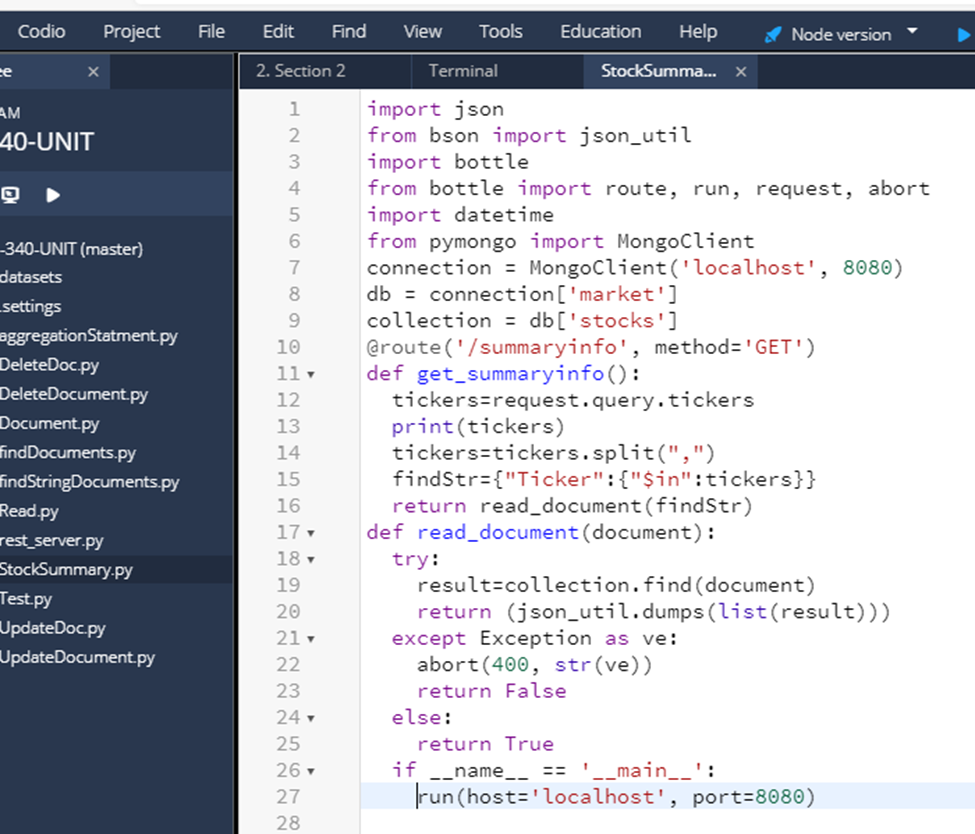 Codio Project File Edit Find View Tools Education Help Node version
ee 2. Section 2 Terminal StockSumma...
AM
40-UNIT
-340-UNIT (master)
datasets
.settings
aggregationStatment.py
DeleteDoc.py
DeleteDocument.py
Document.py
findDocuments.py
findStringDocuments.py
Read.py
rest_server.py
StockSummary.py
Test.py
UpdateDoc.py
UpdateDocument.py
1 import json
2 from bson import json_util
3 import bottle
4 from bottle import route, run, request, abort
5 import datetime
6 from pymongo import MongoClient
7 connection = MongoClient('localhost', 8080)
8 db = connection['market']
9 collection = db['stocks']
10 @route('/summaryinfo', method='GET')
11 def get_summaryinfo():
12   tickers=request.query.tickers
13   print(tickers)
14   tickers=tickers.split(",")
15   findStr={"Ticker":{"$in":tickers}}
16   return read_document(findStr)
17 def read_document(document):
18   try:
19     result=collection.find(document)
20     return (json_util.dumps(list(result)))
21   except Exception as ve:
22     abort(400, str(ve))
23     return False
24   else:
25     return True
26   if __name__ == '__main__':
27     run(host='localhost', port=8080)
28